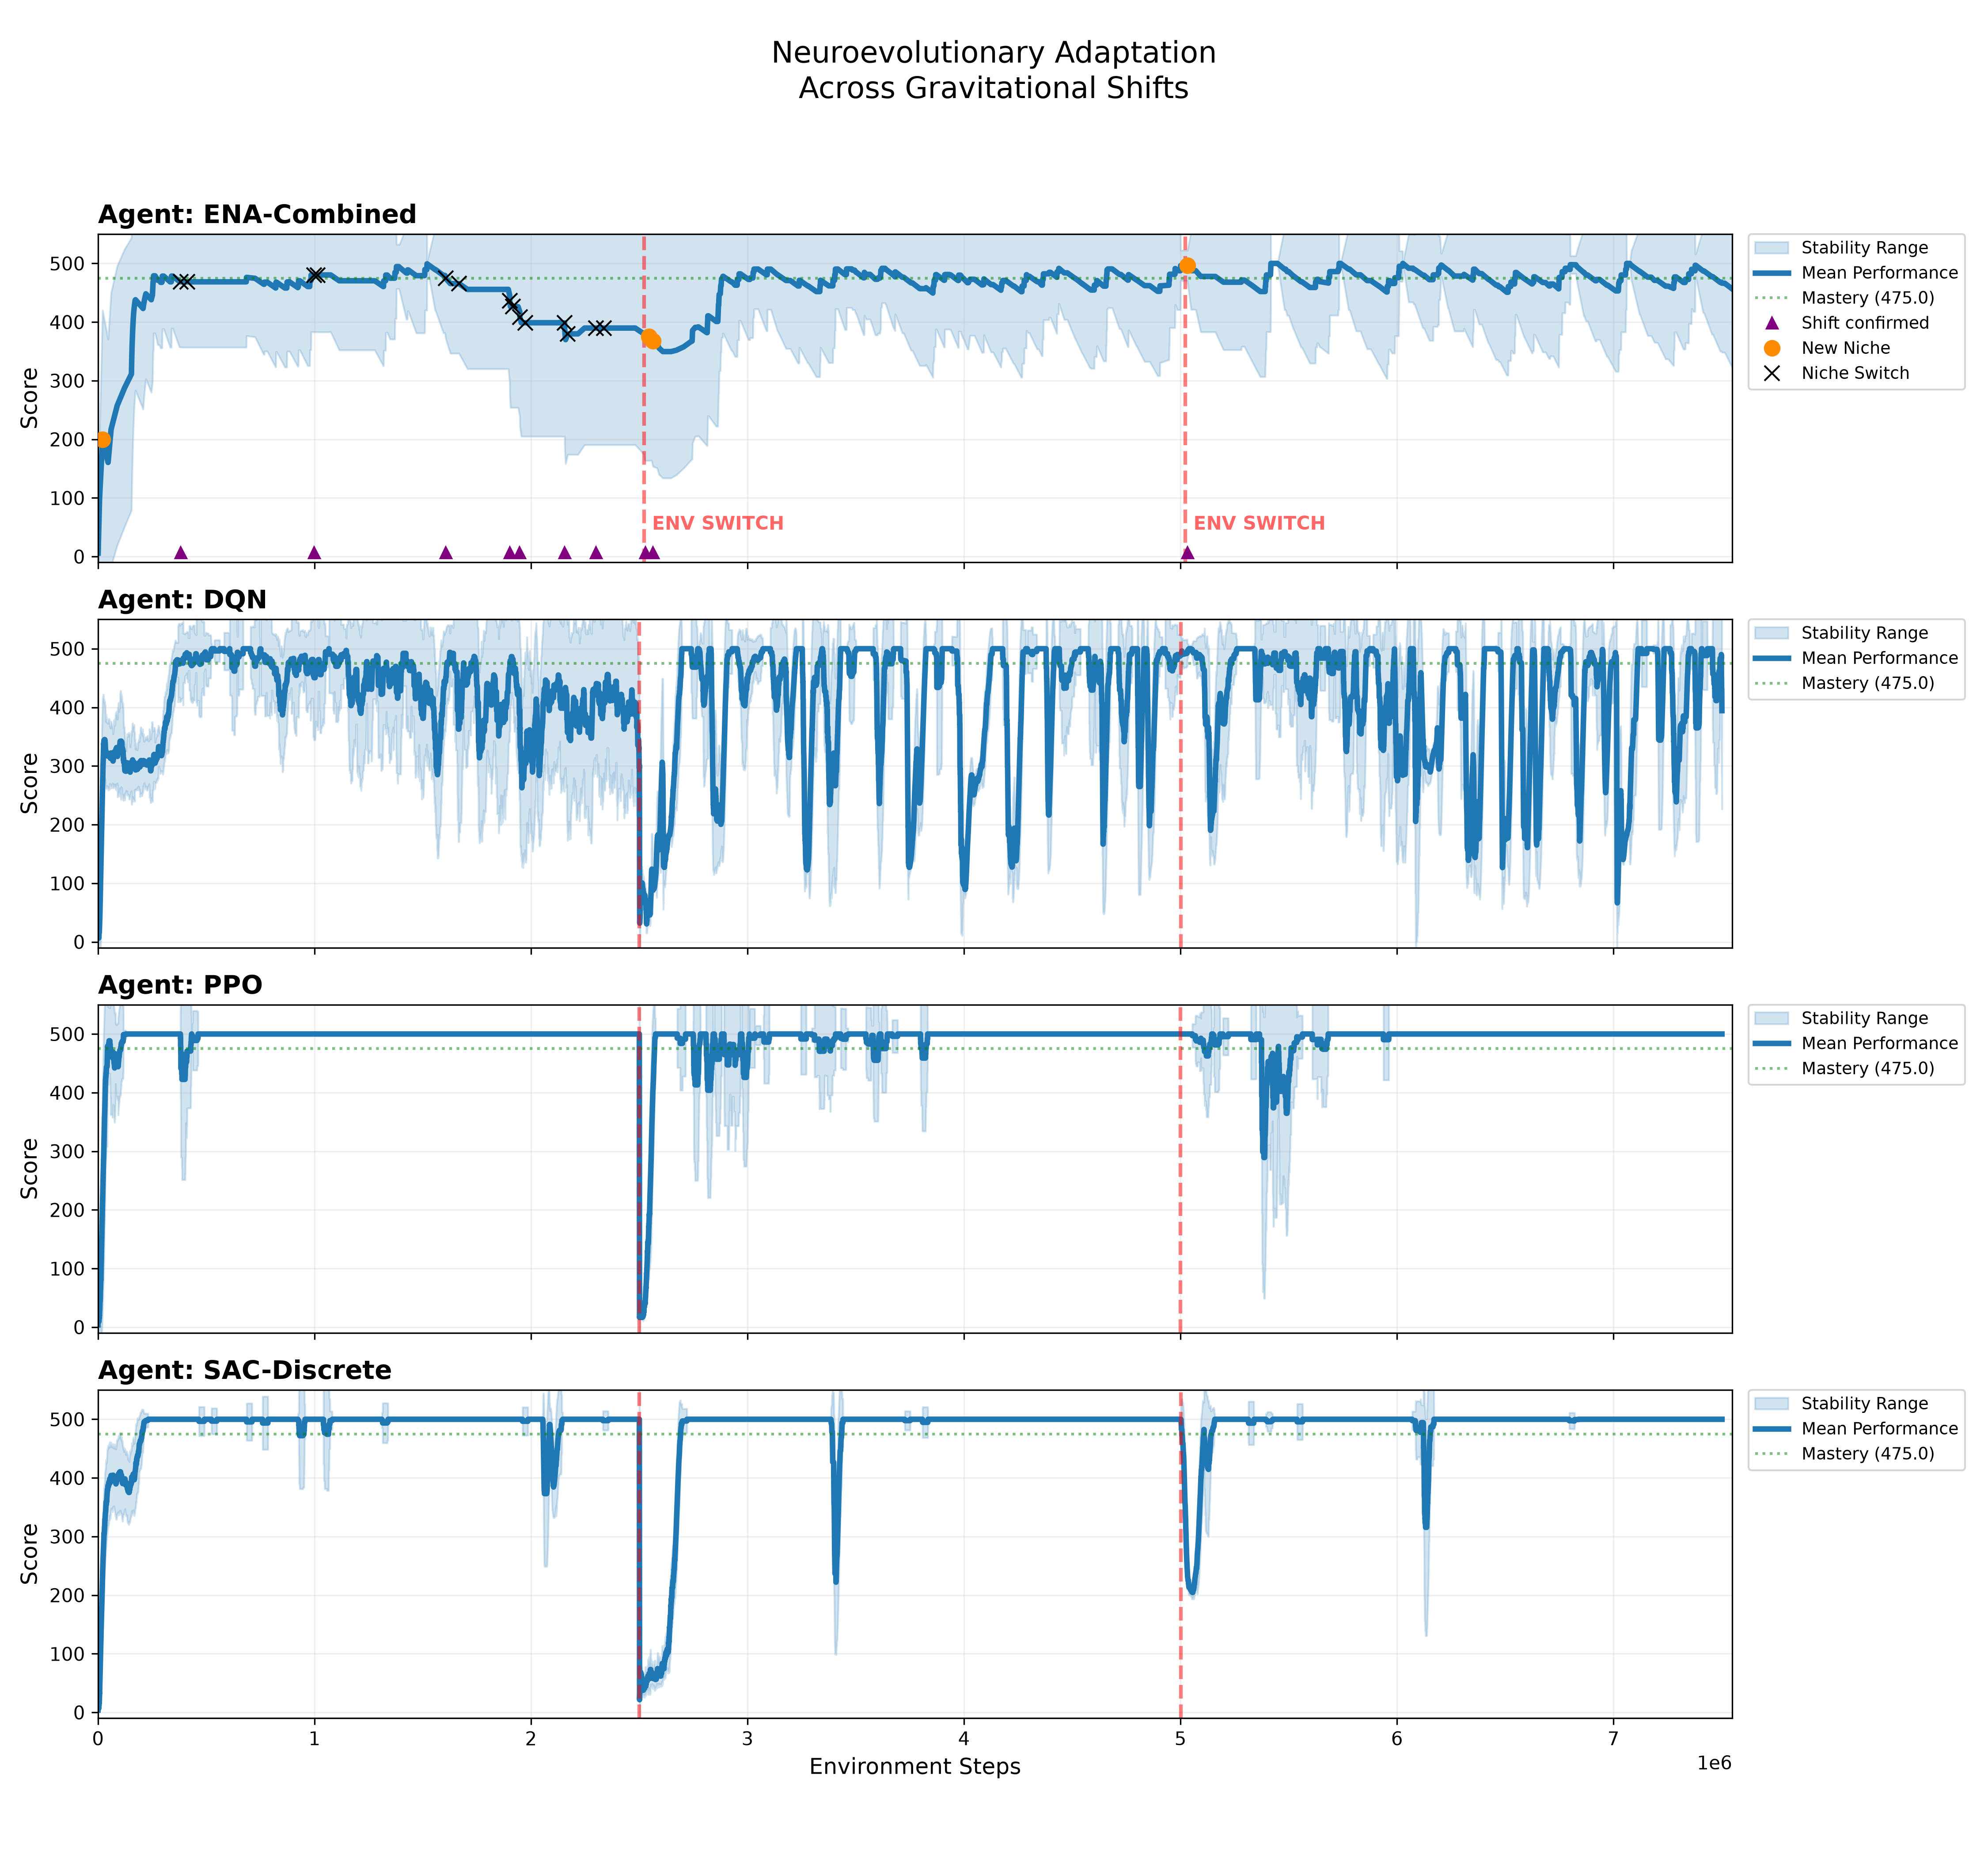 Neuroevolutionary Adaptation
Across Gravitational Shifts
Agent: ENA-Combined
Score
500
400
300
200
100
0
ENV SWITCH
ENV SWITCH
Stability Range
Mean Performance
Mastery (475.0)
Shift confirmed
New Niche
Niche Switch
Agent: DQN
Score
500
400
300
200
100
0
Stability Range
Mean Performance
Mastery (475.0)
Agent: PPO
Score
500
400
300
200
100
0
Stability Range
Mean Performance
Mastery (475.0)
Agent: SAC-Discrete
Score
500
400
300
200
100
0
Stability Range
Mean Performance
Mastery (475.0)
0 1 2 3 4 5 6 7
1e6
Environment Steps